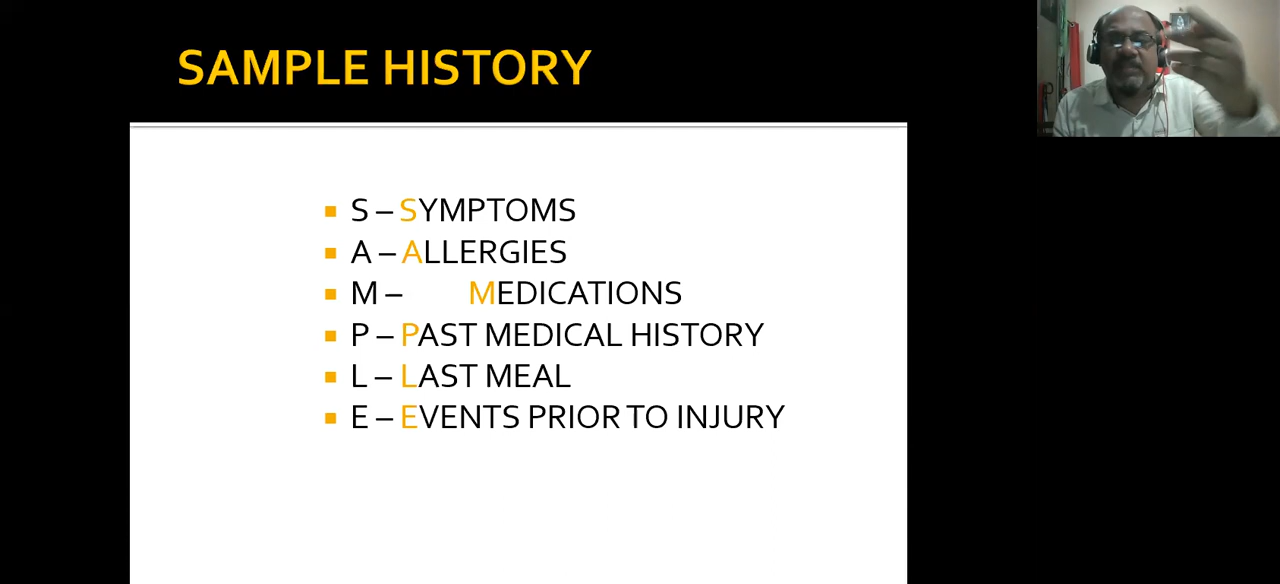 SAMPLE HISTORY
S – SYMPTOMS
A – ALLERGIES
M – MEDICATIONS
P – PAST MEDICAL HISTORY
L – LAST MEAL
E – EVENTS PRIOR TO INJURY